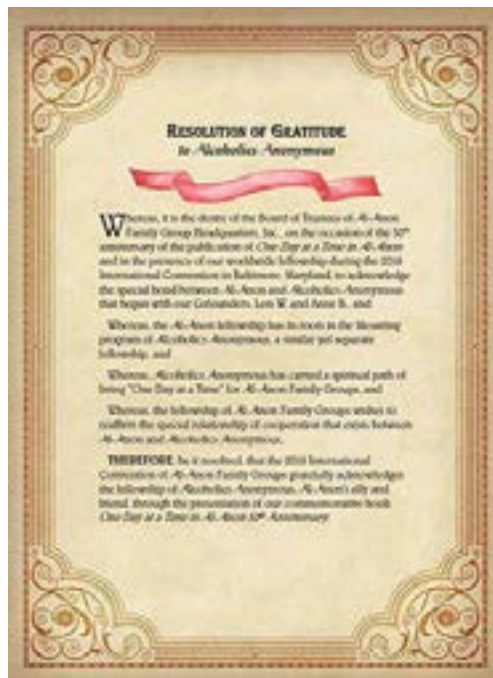 RESOLUTION OF GRATITUDE
to Alcoholics Anonymous
Whereas, it is the desire of the Board of Trustees of Al-Anon
Family Group Headquarters, Inc., on the occasion of the 50th
anniversary of the publication of One Day at a Time in Al-Anon
and in the presence of our worldwide fellowship during the 2018
International Convention in Baltimore, Maryland, to acknowledge
the special bond between Al-Anon and Alcoholics Anonymous
that began with our Cofounders, Lois W. and Anne B., and
Whereas, the Al-Anon fellowship has its roots in the
program of Alcoholics Anonymous, a similar yet separate
fellowship, and
Whereas, Alcoholics Anonymous has carved a spiritual path of
living "One Day at a Time" for Al-Anon Family Groups, and
Whereas, the fellowship of Al-Anon Family Groups wishes to
reaffirm the special relationship of cooperation that exists between
Al-Anon and Alcoholics Anonymous,
THEREFORE, be it resolved, that the 2018 International
Convention of Al-Anon Family Groups gratefully acknowledges
the fellowship of Alcoholics Anonymous, Al-Anon's ally and
friend, through the presentation of our commemorative book
One Day at a Time in Al-Anon 50th Anniversary.